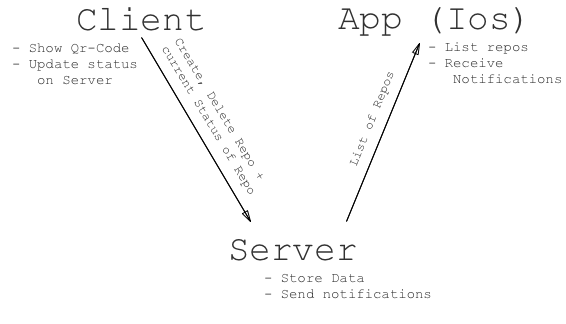 Client
- Show Qr-Code
- Update status
on Server
App (Ios)
- List repos
- Receive
Notifications
Create, Delete Repo +
current Status of Repo
List of Repos
Server
- Store Data
- Send notifications